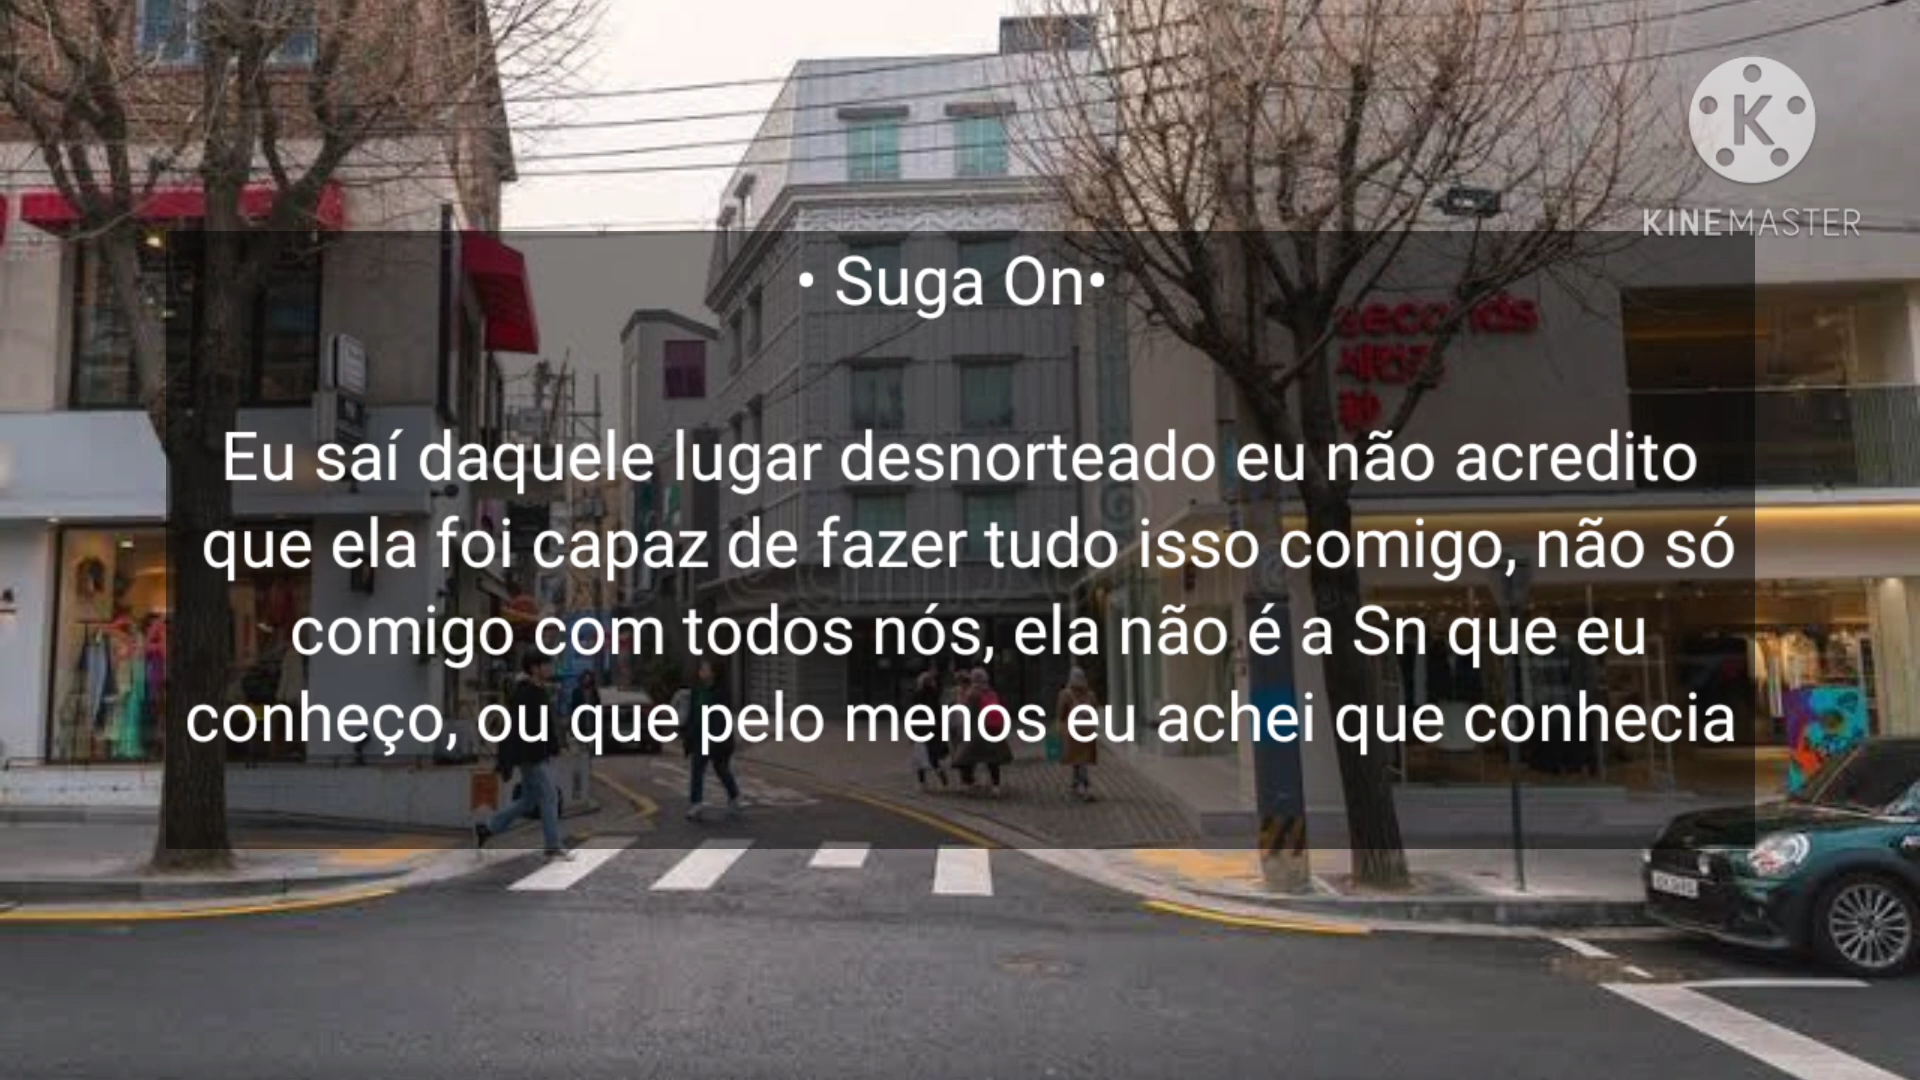 KINEMASTER
• Suga On•
Eu saí daquele lugar desnorteado eu não acredito
que ela foi capaz de fazer tudo isso comigo, não só
comigo com todos nós, ela não é a Sn que eu
conheço, ou que pelo menos eu achei que conhecia
seconds